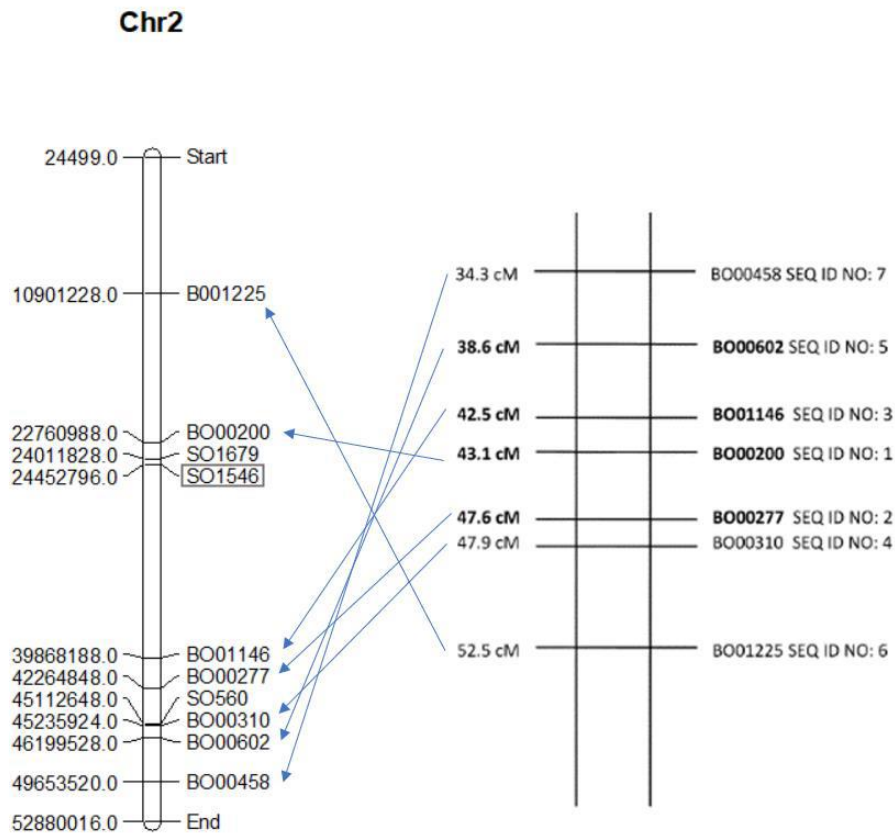 Chr2
24499.0 Start
10901228.0 B001225
22760988.0 BO00200
24011828.0 SO1679
24452796.0 SO1546
39868188.0 BO01146
42264848.0 BO00277
45112648.0 SO560
45235924.0 BO00310
46199528.0 BO00602
49653520.0 BO00458
52880016.0 End
34.3 cM BO00458 SEQ ID NO: 7
38.6 cM BO00602 SEQ ID NO: 5
42.5 cM BO01146 SEQ ID NO: 3
43.1 cM BO00200 SEQ ID NO: 1
47.6 cM BO00277 SEQ ID NO: 2
47.9 cM BO00310 SEQ ID NO: 4
52.5 cM BO01225 SEQ ID NO: 6